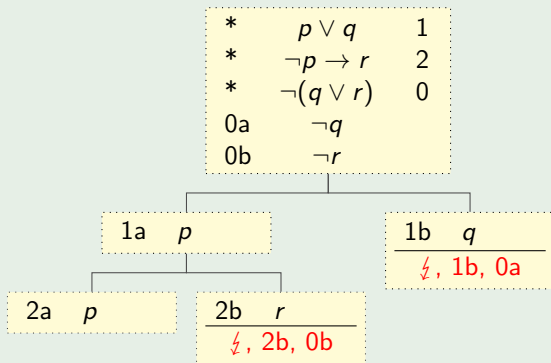 * p ∨ q 1
* ¬p → r 2
* ¬(q ∨ r) 0
0a ¬q
0b ¬r
1a p
1b q
↯, 1b, 0a
2a p
2b r
↯, 2b, 0b